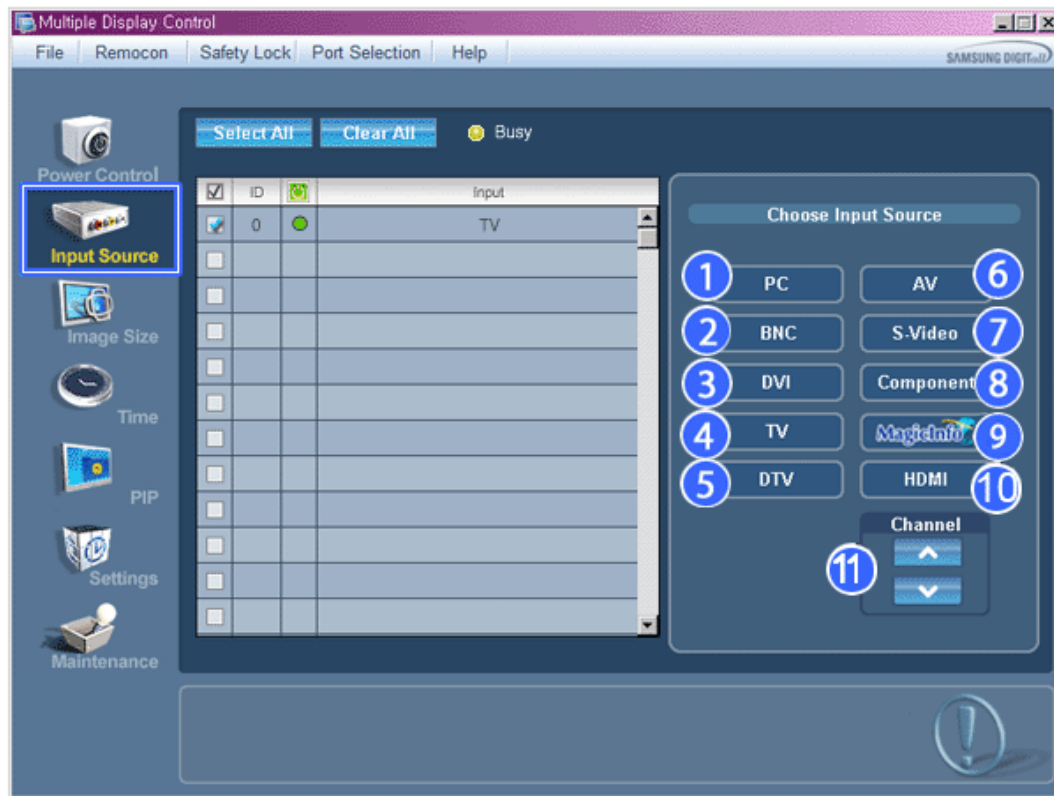 Multiple Display Control
File Remocon Safety Lock Port Selection Help
SAMSUNG DIGITall
Select All Clear All Busy
Power Control
Input Source
Image Size
Time
PIP
Settings
Maintenance
ID Input
0 TV
Choose Input Source
1 PC AV 6
2 BNC S-Video 7
3 DVI Component 8
4 TV MagicInfo 9
5 DTV HDMI 10
Channel
11